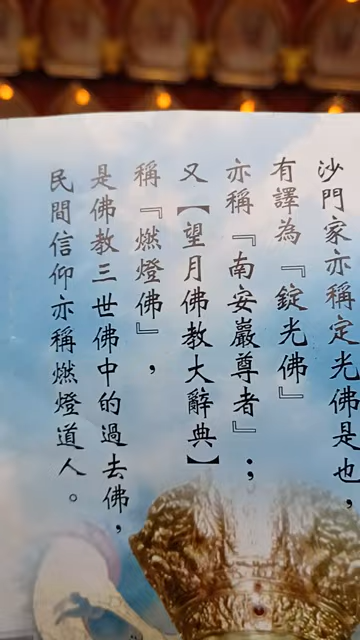 沙門家亦稱定光佛是也，
有譯為『錠光佛』
亦稱『南安巖尊者』；
又【望月佛教大辭典】
稱『燃燈佛』，
是佛教三世佛中的過去佛，
民間信仰亦稱燃燈道人。